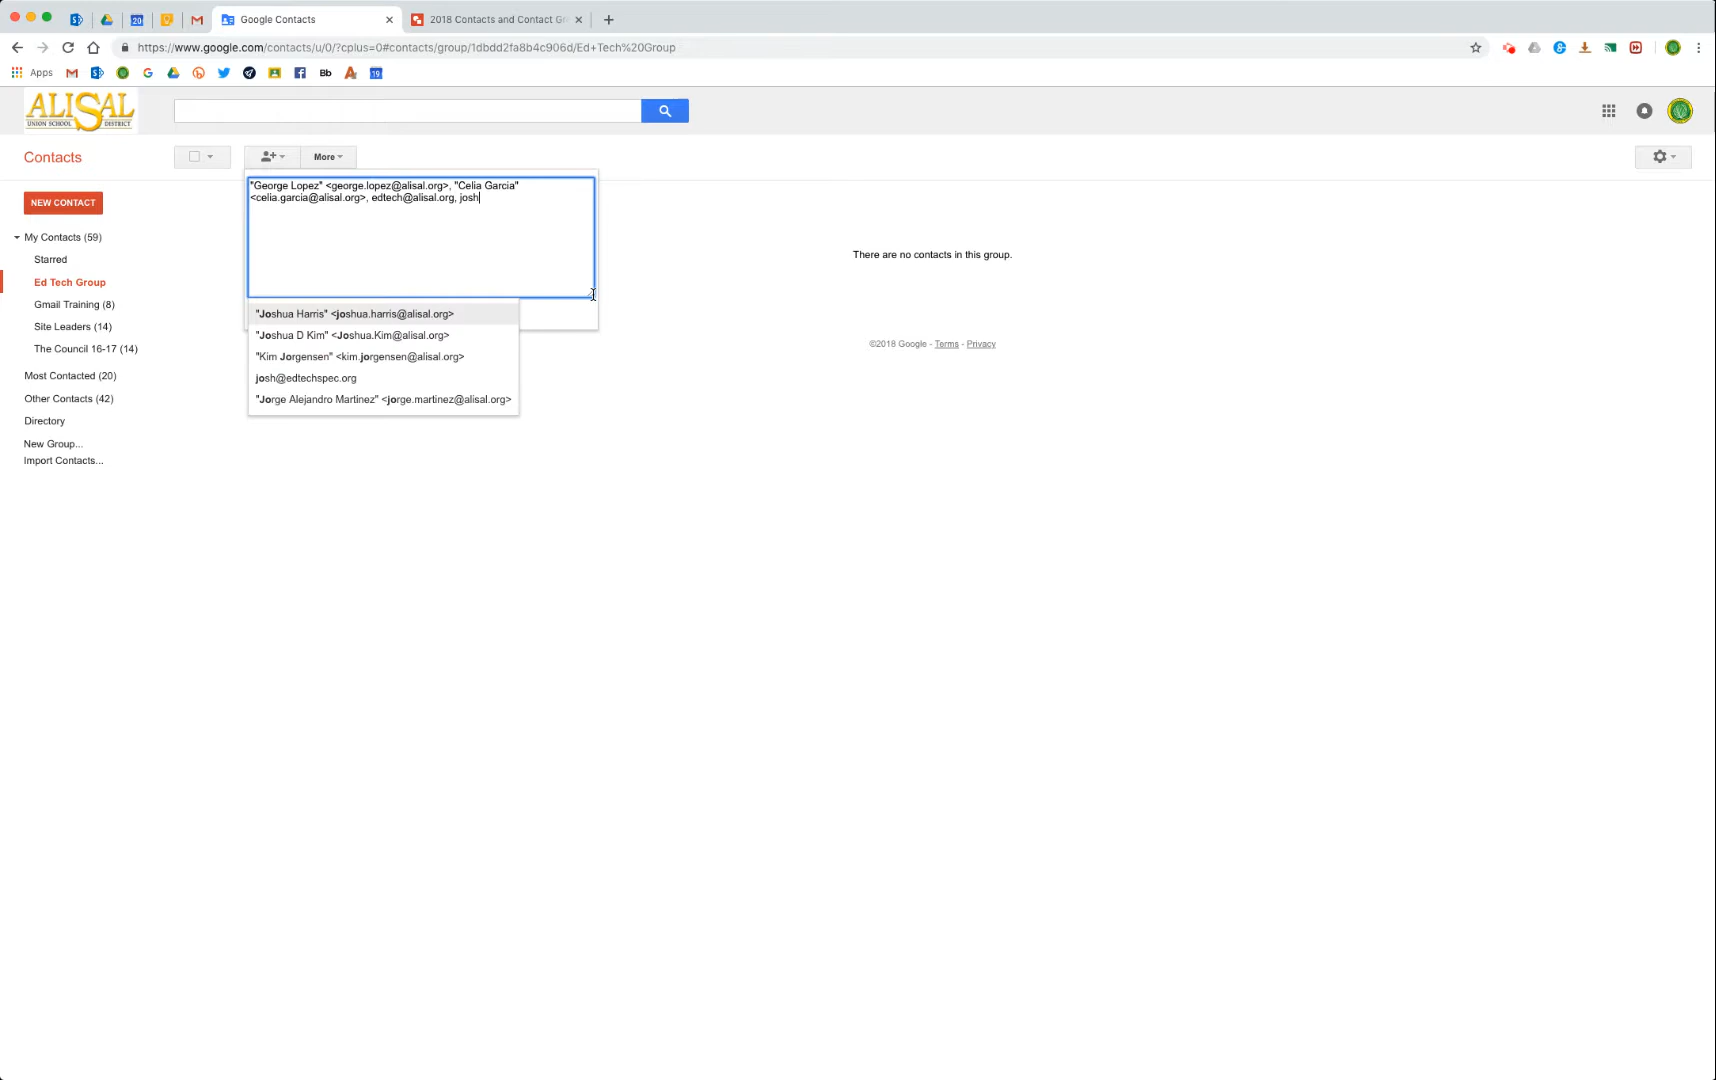 Google Contacts
2018 Contacts and Contact Gr
https://www.google.com/contacts/u/0/?cplus=0#contacts/group/1dbdd2fa8b4c906d/Ed+Tech%20Group
Apps
Bb
19
20
ALISAL
UNION SCHOOL DISTRICT
Contacts
More
NEW CONTACT
My Contacts (59)
Starred
Ed Tech Group
Gmail Training (8)
Site Leaders (14)
The Council 16-17 (14)
Most Contacted (20)
Other Contacts (42)
Directory
New Group...
Import Contacts...
"George Lopez" <george.lopez@alisal.org>, "Celia Garcia"
<celia.garcia@alisal.org>, edtech@alisal.org, josh
"Joshua Harris" <joshua.harris@alisal.org>
"Joshua D Kim" <Joshua.Kim@alisal.org>
"Kim Jorgensen" <kim.jorgensen@alisal.org>
josh@edtechspec.org
"Jorge Alejandro Martinez" <jorge.martinez@alisal.org>
There are no contacts in this group.
©2018 Google - Terms - Privacy